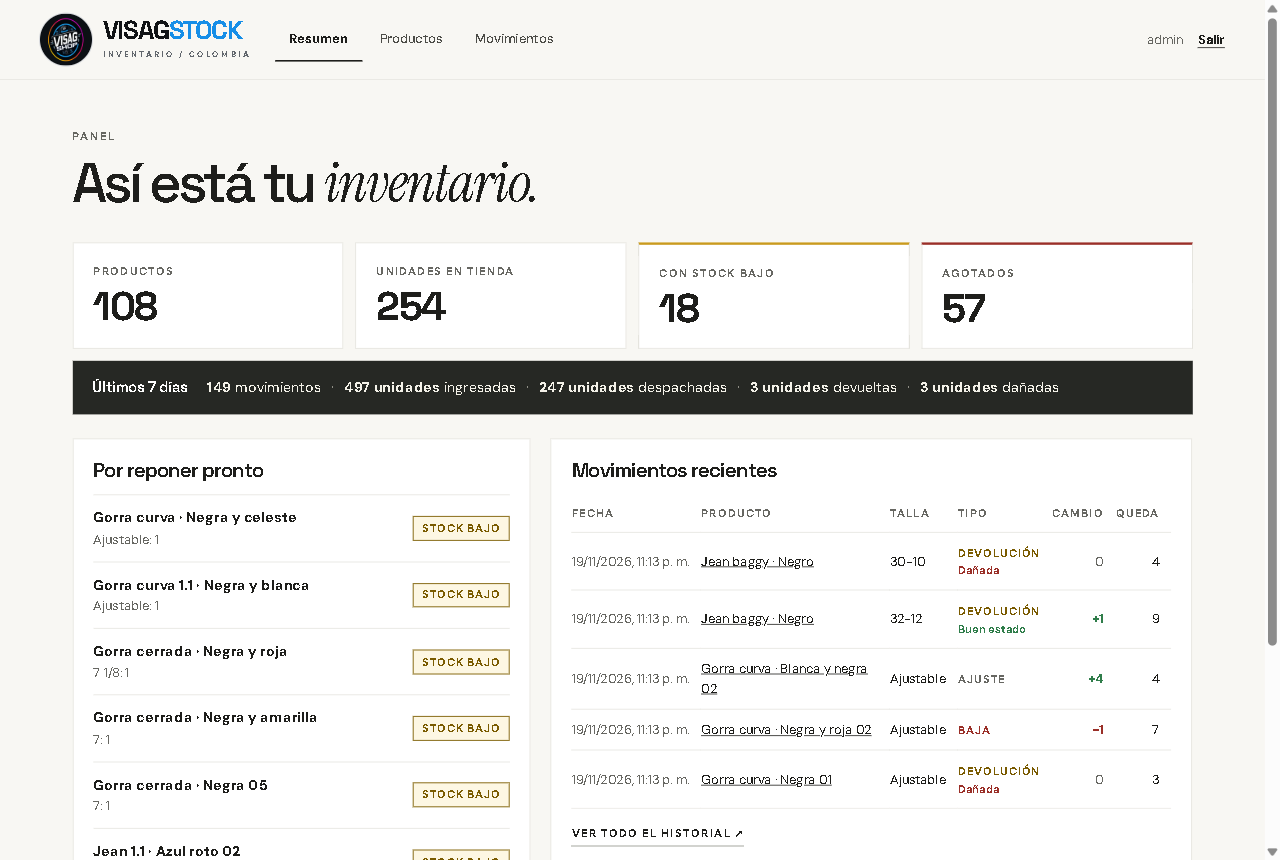 VISAG SHOP
VISAGSTOCK
INVENTARIO / COLOMBIA
Resumen
Productos
Movimientos
admin
Salir
PANEL
Así está tu inventario.
PRODUCTOS
108
UNIDADES EN TIENDA
254
CON STOCK BAJO
18
AGOTADOS
57
Últimos 7 días 149 movimientos · 497 unidades ingresadas · 247 unidades despachadas · 3 unidades devueltas · 3 unidades dañadas
Por reponer pronto
Gorra curva · Negra y celeste
Ajustable: 1
STOCK BAJO
Gorra curva 1.1 · Negra y blanca
Ajustable: 1
STOCK BAJO
Gorra cerrada · Negra y roja
7 1/8: 1
STOCK BAJO
Gorra cerrada · Negra y amarilla
7: 1
STOCK BAJO
Gorra cerrada · Negra 05
7: 1
STOCK BAJO
Jean 1.1 · Azul roto 02
STOCK BAJO
Movimientos recientes
FECHA PRODUCTO TALLA TIPO CAMBIO QUEDA
19/11/2026, 11:13 p. m. Jean baggy · Negro 30-10 DEVOLUCIÓN Dañada 0 4
19/11/2026, 11:13 p. m. Jean baggy · Negro 32-12 DEVOLUCIÓN Buen estado +1 9
19/11/2026, 11:13 p. m. Gorra curva · Blanca y negra 02 Ajustable AJUSTE +4 4
19/11/2026, 11:13 p. m. Gorra curva · Negra y roja 02 Ajustable BAJA −1 7
19/11/2026, 11:13 p. m. Gorra curva · Negra 01 Ajustable DEVOLUCIÓN Dañada 0 3
VER TODO EL HISTORIAL ↗